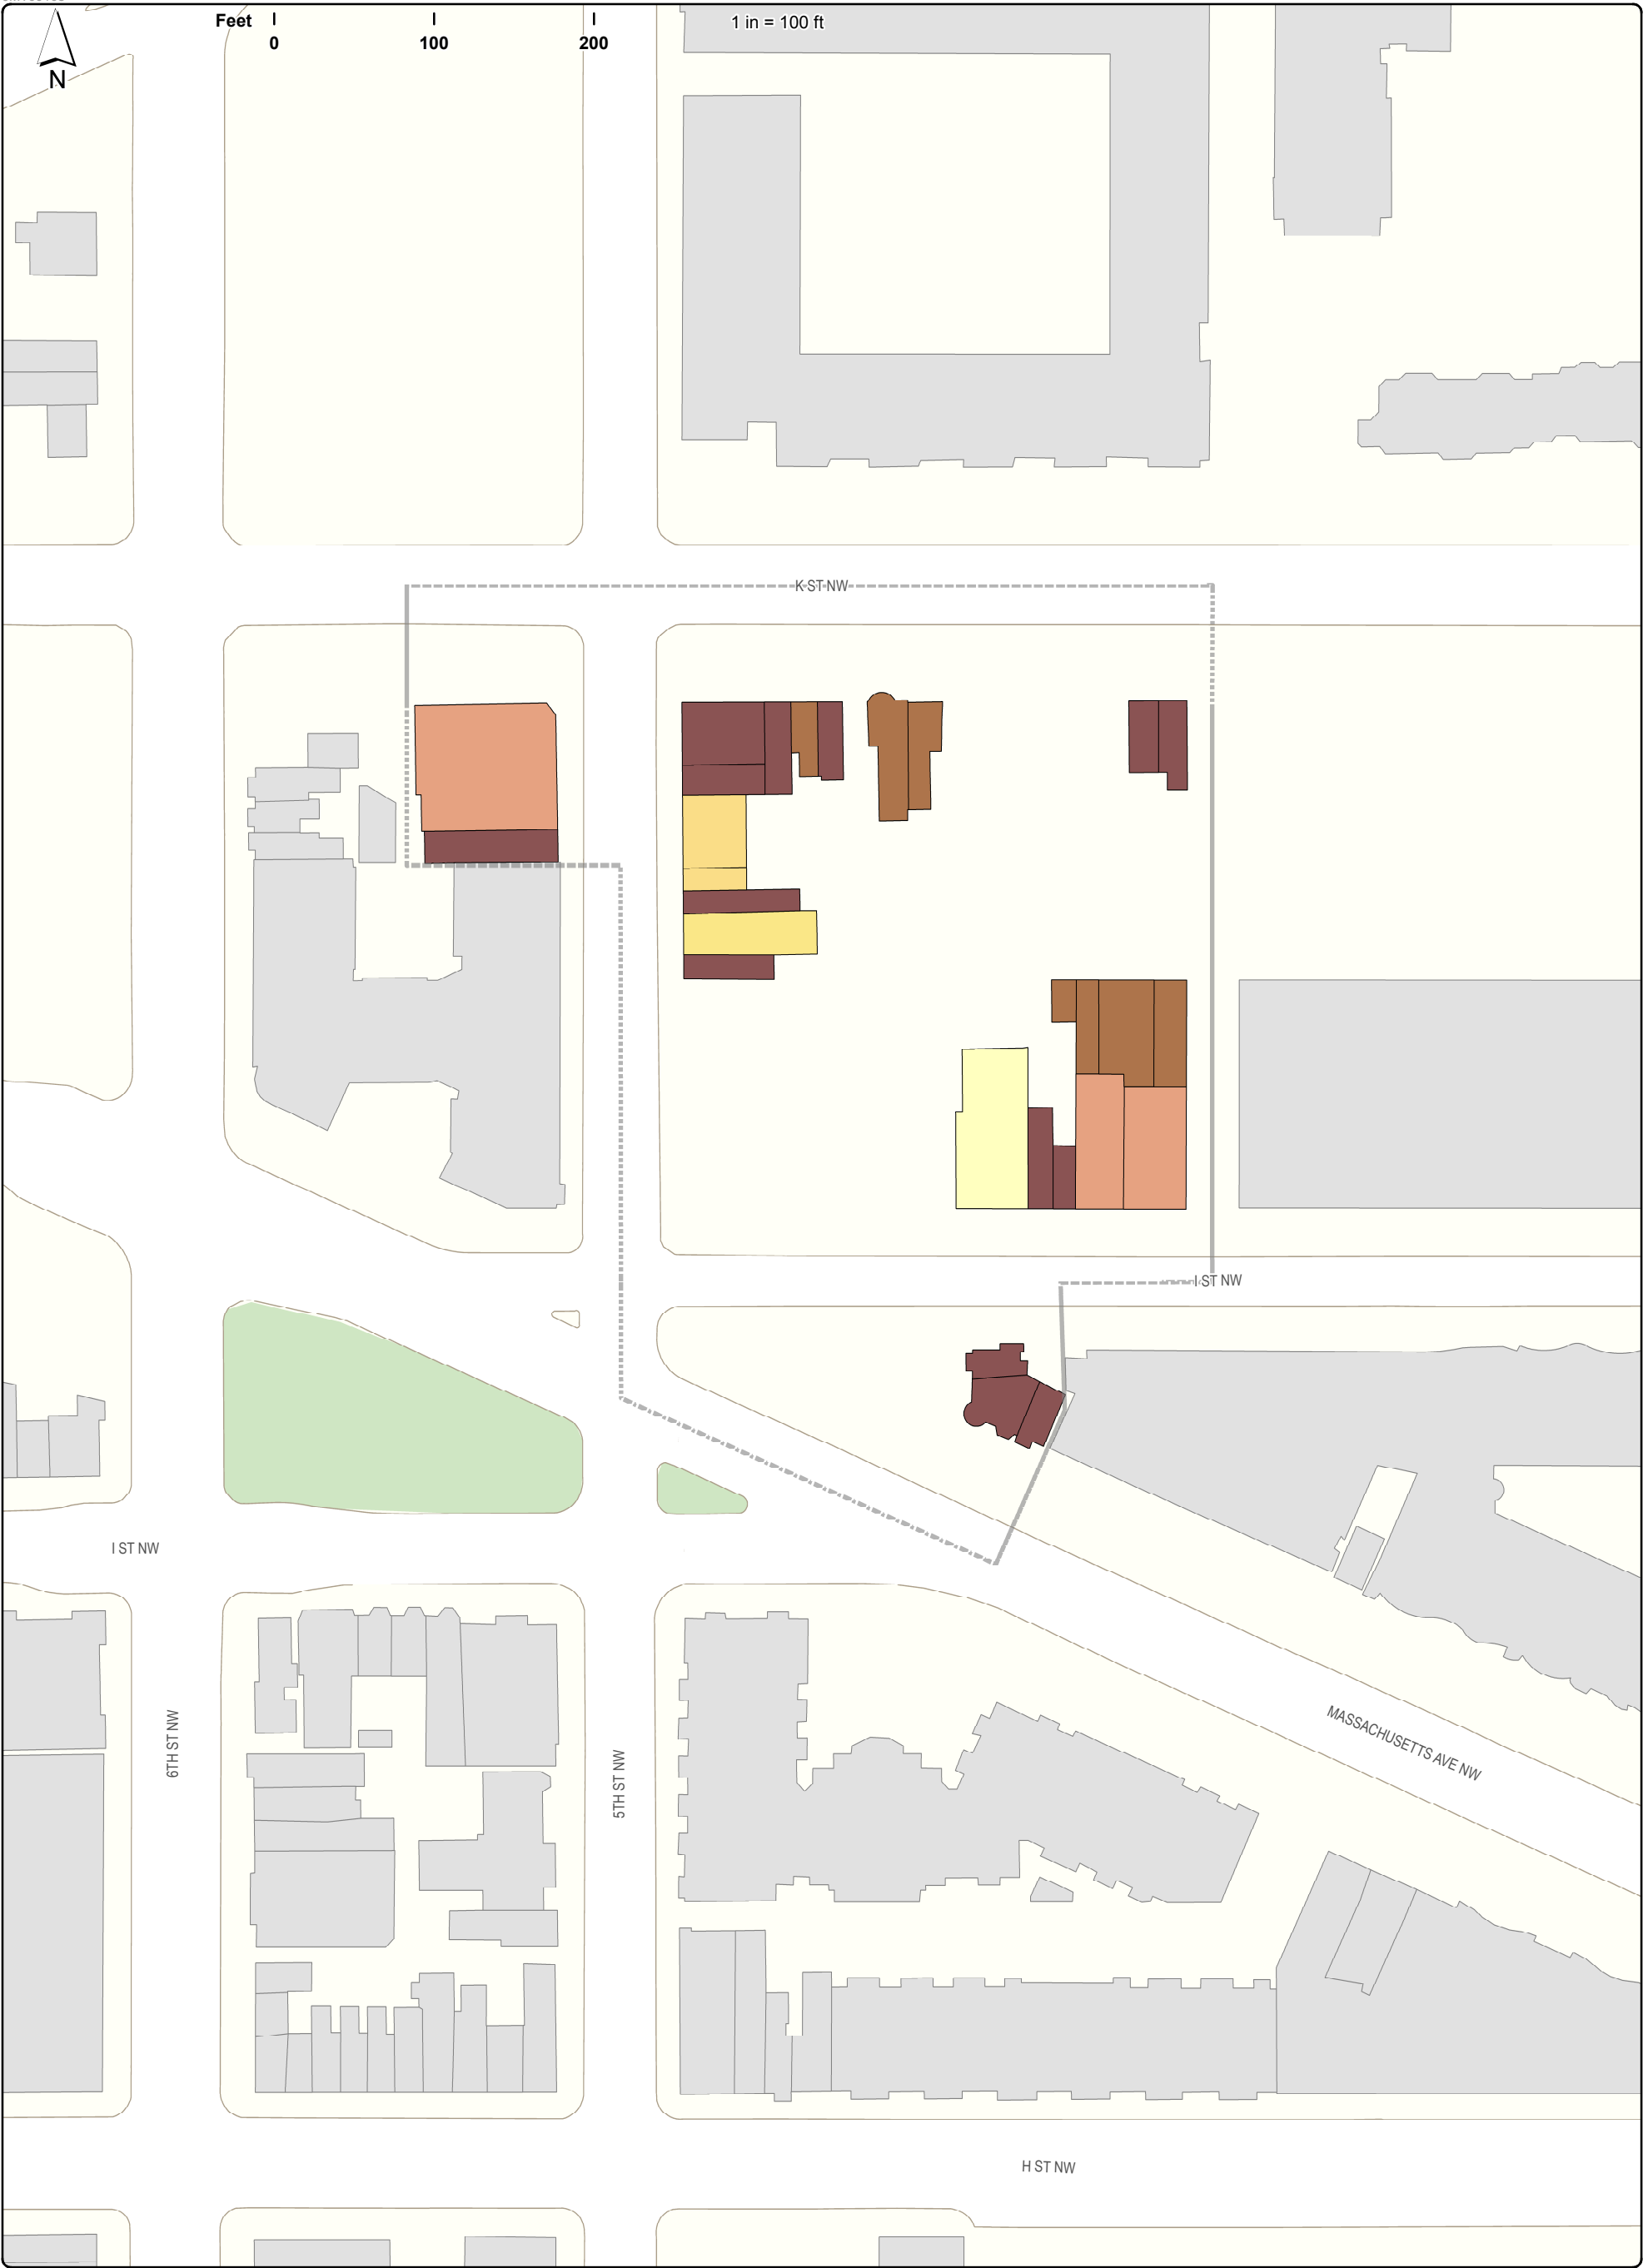 Feet
0 100 200
1 in = 100 ft
N
K ST NW
I ST NW
I ST NW
6TH ST NW
5TH ST NW
MASSACHUSETTS AVE NW
H ST NW